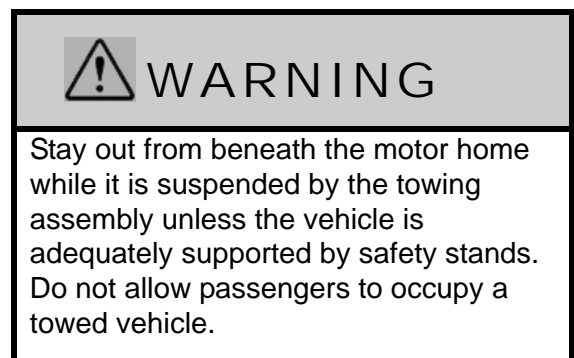 WARNING
Stay out from beneath the motor home
while it is suspended by the towing
assembly unless the vehicle is
adequately supported by safety stands.
Do not allow passengers to occupy a
towed vehicle.